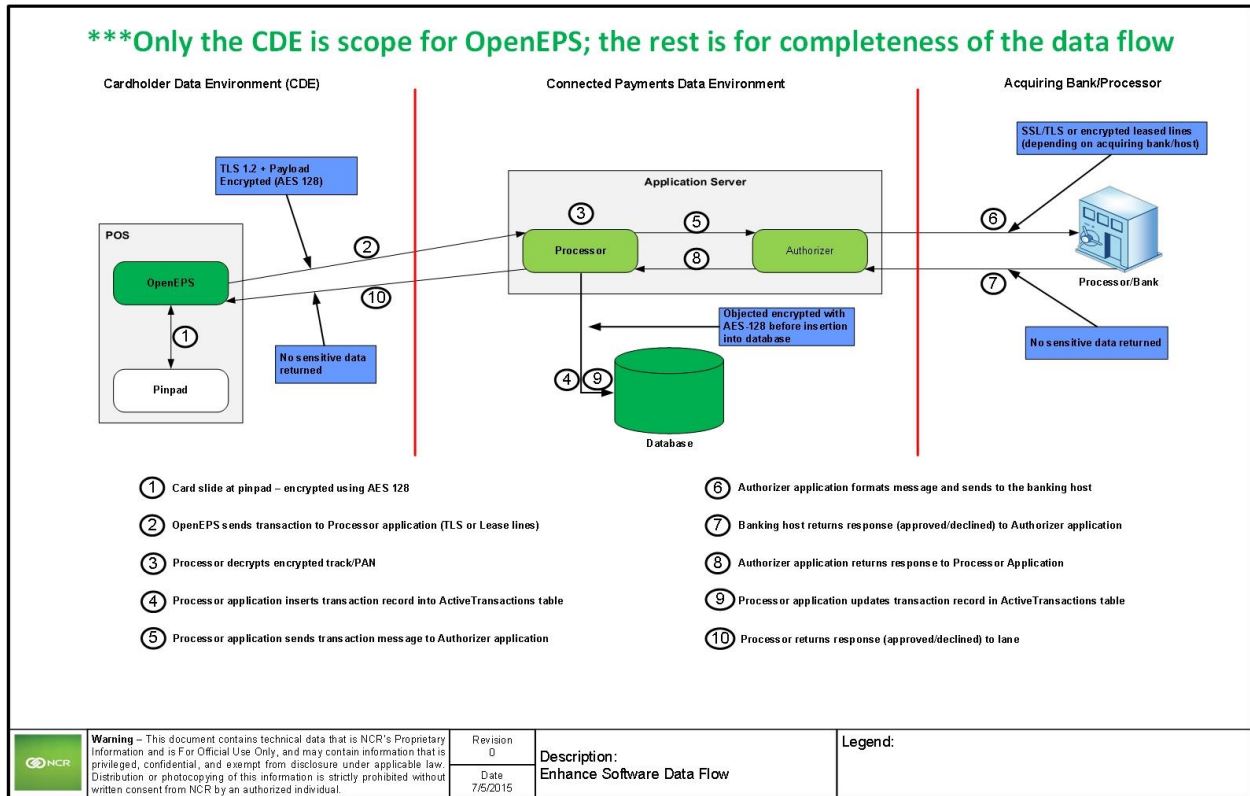 ***Only the CDE is scope for OpenEPS; the rest is for completeness of the data flow
Cardholder Data Environment (CDE)
Connected Payments Data Environment
Acquiring Bank/Processor
TLS 1.2 + Payload
Encrypted (AES 128)
SSL/TLS or encrypted leased lines
(depending on acquiring bank/host)
Application Server
POS
OpenEPS
1
Pinpad
2
10
No sensitive data
returned
3
Processor
5
8
Authorizer
6
7
Processor/Bank
Objected encrypted with
AES-128 before insertion
into database
No sensitive data returned
4
9
Database
1 Card slide at pinpad – encrypted using AES 128
2 OpenEPS sends transaction to Processor application (TLS or Lease lines)
3 Processor decrypts encrypted track/PAN
4 Processor application inserts transaction record into ActiveTransactions table
5 Processor application sends transaction message to Authorizer application
6 Authorizer application formats message and sends to the banking host
7 Banking host returns response (approved/declined) to Authorizer application
8 Authorizer application returns response to Processor Application
9 Processor application updates transaction record in ActiveTransactions table
10 Processor returns response (approved/declined) to lane
NCR
Warning – This document contains technical data that is NCR's Proprietary
Information and is For Official Use Only, and may contain information that is
privileged, confidential, and exempt from disclosure under applicable law.
Distribution or photocopying of this information is strictly prohibited without
written consent from NCR by an authorized individual.
Revision
0
Date
7/5/2015
Description:
Enhance Software Data Flow
Legend: